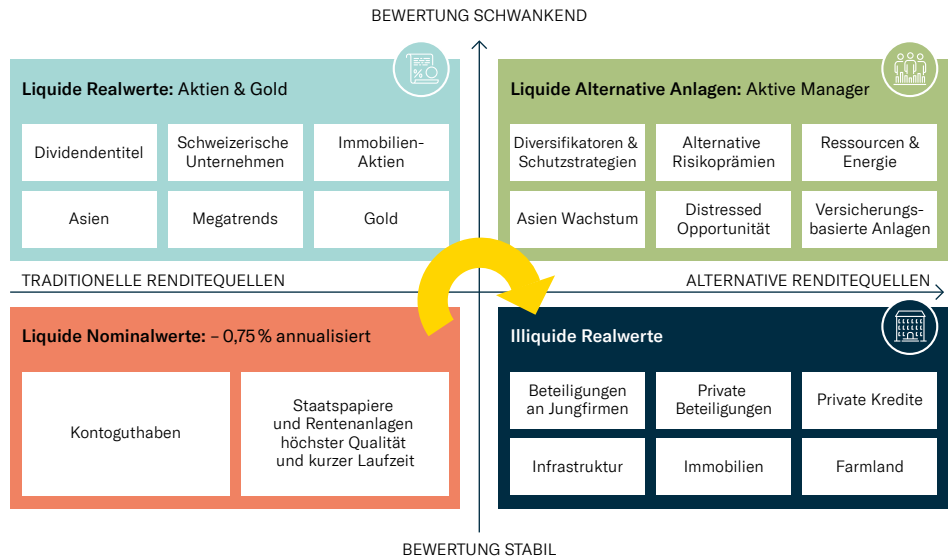 BEWERTUNG SCHWANKEND
Liquide Realwerte: Aktien & Gold
Dividendentitel
Schweizerische
Unternehmen
Immobilien-
Aktien
Asien
Megatrends
Gold
Liquide Alternative Anlagen: Aktive Manager
Diversifikatoren &
Schutzstrategien
Alternative
Risikoprämien
Ressourcen &
Energie
Asien Wachstum
Distressed
Opportunität
Versicherungs-
basierte Anlagen
TRADITIONELLE RENDITEQUELLEN
ALTERNATIVE RENDITEQUELLEN
Liquide Nominalwerte: – 0,75 % annualisiert
Kontoguthaben
Staatspapiere
und Rentenanlagen
höchster Qualität
und kurzer Laufzeit
Illiquide Realwerte
Beteiligungen
an Jungfirmen
Private
Beteiligungen
Private Kredite
Infrastruktur
Immobilien
Farmland
BEWERTUNG STABIL